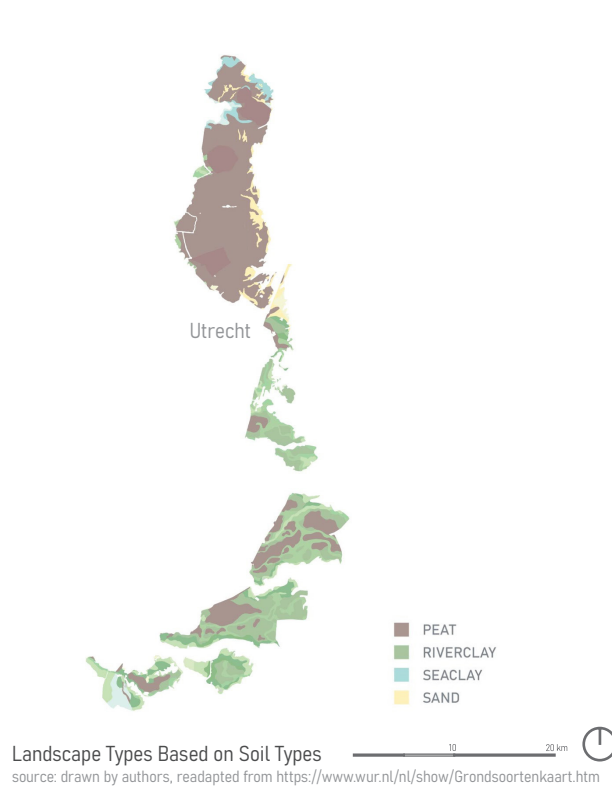 Utrecht
PEAT
RIVERCLAY
SEACLAY
SAND
10
20 km
Landscape Types Based on Soil Types
source: drawn by authors, readapted from https://www.wur.nl/nl/show/Grondsoortenkaart.htm